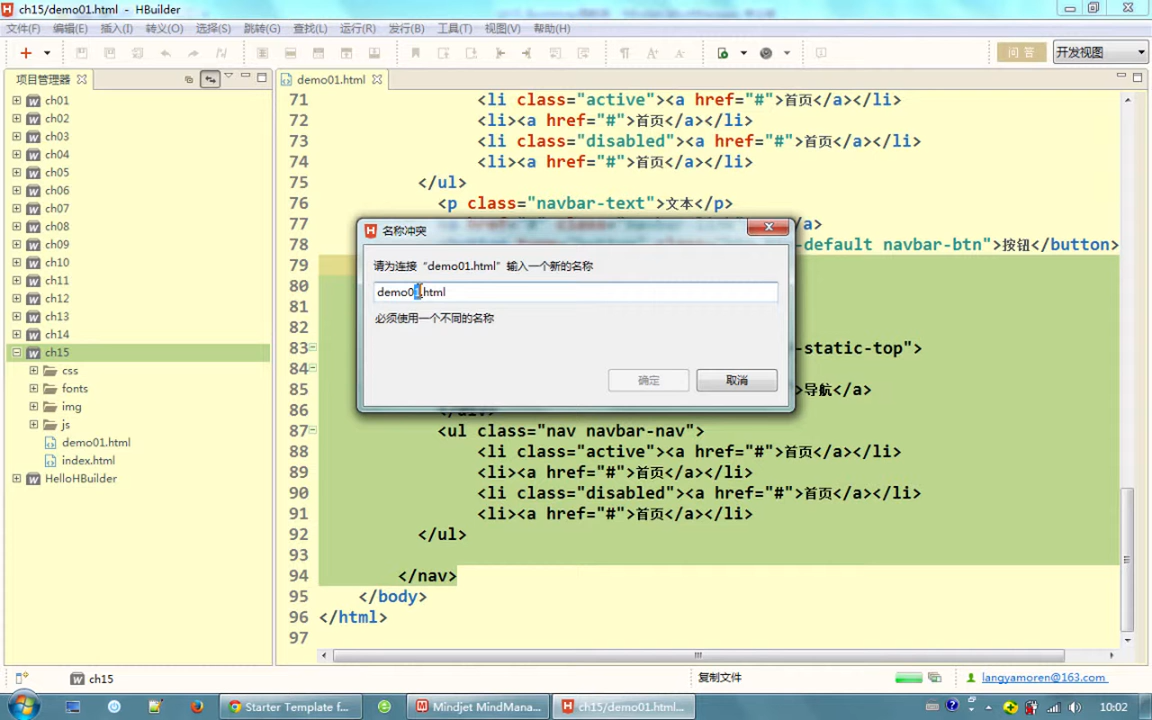 ch15/demo01.html - HBuilder
文件(F) 编辑(E) 插入(I) 转义(O) 选择(S) 跳转(G) 查找(L) 运行(R) 发行(B) 工具(T) 视图(V) 帮助(H)
问答 开发视图
项目管理器
demo01.html
ch01
ch02
ch03
ch04
ch05
ch06
ch07
ch08
ch09
ch10
ch11
ch12
ch13
ch14
ch15
css
fonts
img
js
demo01.html
index.html
HelloHBuilder
71 <li class="active"><a href="#">首页</a></li>
72 <li><a href="#">首页</a></li>
73 <li class="disabled"><a href="#">首页</a></li>
74 <li><a href="#">首页</a></li>
75 </ul>
76 <p class="navbar-text">文本</p>
77 </a>
78 -default navbar-btn">按钮</button>
79
80
81
82
83 -static-top">
84
85 >导航</a>
86 </div>
87 <ul class="nav navbar-nav">
88 <li class="active"><a href="#">首页</a></li>
89 <li><a href="#">首页</a></li>
90 <li class="disabled"><a href="#">首页</a></li>
91 <li><a href="#">首页</a></li>
92 </ul>
93
94 </nav>
95 </body>
96 </html>
97
名称冲突
请为连接 “demo01.html” 输入一个新的名称
demo01.html
必须使用一个不同的名称
确定 取消
ch15
复制文件
langyamoren@163.com
Starter Template f...
Mindjet MindMana...
ch15/demo01.html...
10:02